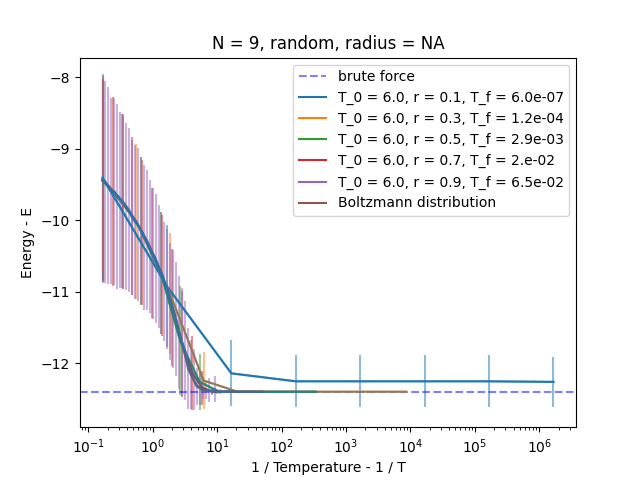 N = 9, random, radius = NA
brute force
T_0 = 6.0, r = 0.1, T_f = 6.0e-07
T_0 = 6.0, r = 0.3, T_f = 1.2e-04
T_0 = 6.0, r = 0.5, T_f = 2.9e-03
T_0 = 6.0, r = 0.7, T_f = 2.e-02
T_0 = 6.0, r = 0.9, T_f = 6.5e-02
Boltzmann distribution
Energy - E
−8
−9
−10
−11
−12
10⁻¹ 10⁰ 10¹ 10² 10³ 10⁴ 10⁵ 10⁶
1 / Temperature - 1 / T